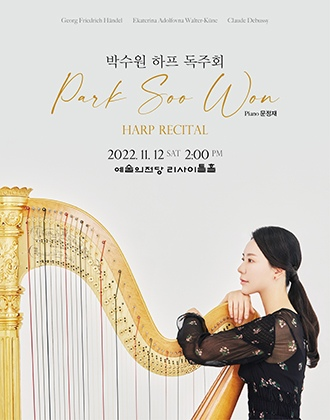 Georg Friedrich Händel Ekaterina Adolfovna Walter-Küne Claude Debussy
박수원 하프 독주회
Park Soo Won
Piano 문정재
HARP RECITAL
2022. 11. 12 SAT 2:00 PM
예술의전당 리사이틀홀